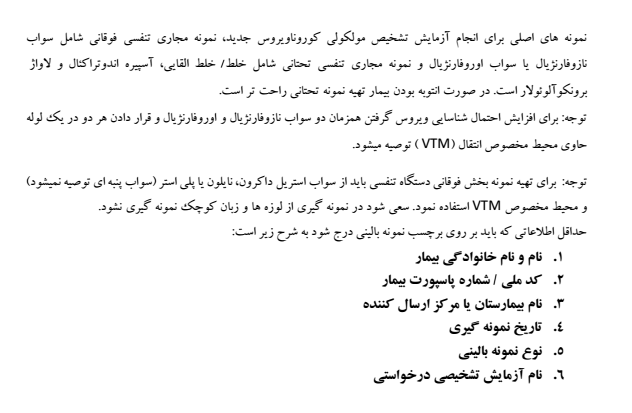 نمونه های اصلی برای انجام آزمایش تشخیص مولکولی کوروناویروس جدید، نمونه مجاری تنفسی فوقانی شامل سواب
نازوفارنژیال یا سواب اوروفارنژیال و نمونه مجاری تنفسی تحتانی شامل خلط/ خلط القایی، آسپیره اندوتراکئال و لاواژ
برونکوآلوئولار است. در صورت انتوبه بودن بیمار تهیه نمونه تحتانی راحت تر است.
توجه: برای افزایش احتمال شناسایی ویروس گرفتن همزمان دو سواب نازوفارنژیال و اوروفارنژیال و قرار دادن هر دو در یک لوله
حاوی محیط مخصوص انتقال (VTM ) توصیه میشود.
توجه: برای تهیه نمونه بخش فوقانی دستگاه تنفسی باید از سواب استریل داکرون، نایلون یا پلی استر (سواب پنبه ای توصیه نمیشود)
و محیط مخصوص VTM استفاده نمود. سعی شود در نمونه گیری از لوزه ها و زبان کوچک نمونه گیری نشود.
حداقل اطلاعاتی که باید بر روی برچسب نمونه بالینی درج شود به شرح زیر است:
۱. نام و نام خانوادگی بیمار
۲. کد ملی / شماره پاسپورت بیمار
۳. نام بیمارستان یا مرکز ارسال کننده
٤. تاریخ نمونه گیری
٥. نوع نمونه بالینی
٦. نام آزمایش تشخیصی درخواستی